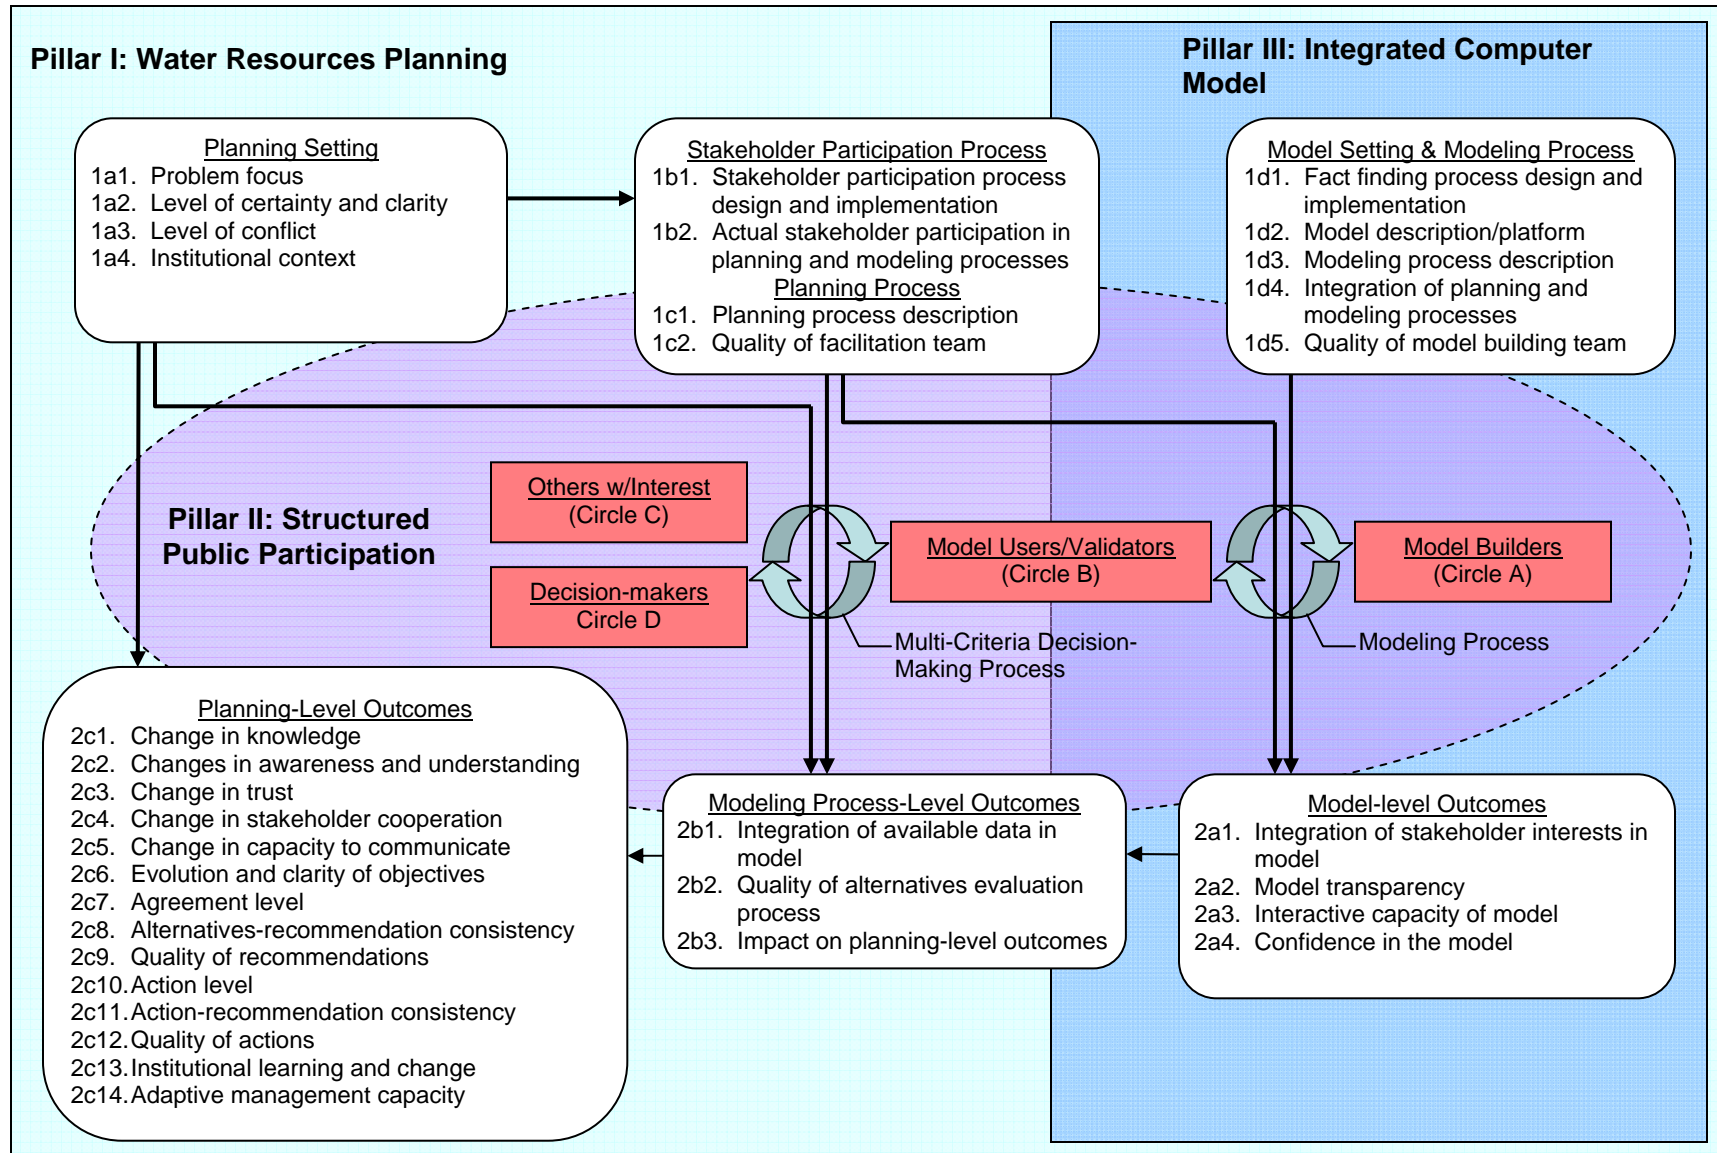 Pillar I: Water Resources Planning
Pillar III: Integrated Computer
Model
Planning Setting
1a1. Problem focus
1a2. Level of certainty and clarity
1a3. Level of conflict
1a4. Institutional context
Stakeholder Participation Process
1b1. Stakeholder participation process
design and implementation
1b2. Actual stakeholder participation in
planning and modeling processes
Planning Process
1c1. Planning process description
1c2. Quality of facilitation team
Model Setting & Modeling Process
1d1. Fact finding process design and
implementation
1d2. Model description/platform
1d3. Modeling process description
1d4. Integration of planning and
modeling processes
1d5. Quality of model building team
Pillar II: Structured
Public Participation
Others w/Interest
(Circle C)
Decision-makers
Circle D
Model Users/Validators
(Circle B)
Model Builders
(Circle A)
Multi-Criteria Decision-
Making Process
Modeling Process
Planning-Level Outcomes
2c1. Change in knowledge
2c2. Changes in awareness and understanding
2c3. Change in trust
2c4. Change in stakeholder cooperation
2c5. Change in capacity to communicate
2c6. Evolution and clarity of objectives
2c7. Agreement level
2c8. Alternatives-recommendation consistency
2c9. Quality of recommendations
2c10. Action level
2c11. Action-recommendation consistency
2c12. Quality of actions
2c13. Institutional learning and change
2c14. Adaptive management capacity
Modeling Process-Level Outcomes
2b1. Integration of available data in
model
2b2. Quality of alternatives evaluation
process
2b3. Impact on planning-level outcomes
Model-level Outcomes
2a1. Integration of stakeholder interests in
model
2a2. Model transparency
2a3. Interactive capacity of model
2a4. Confidence in the model